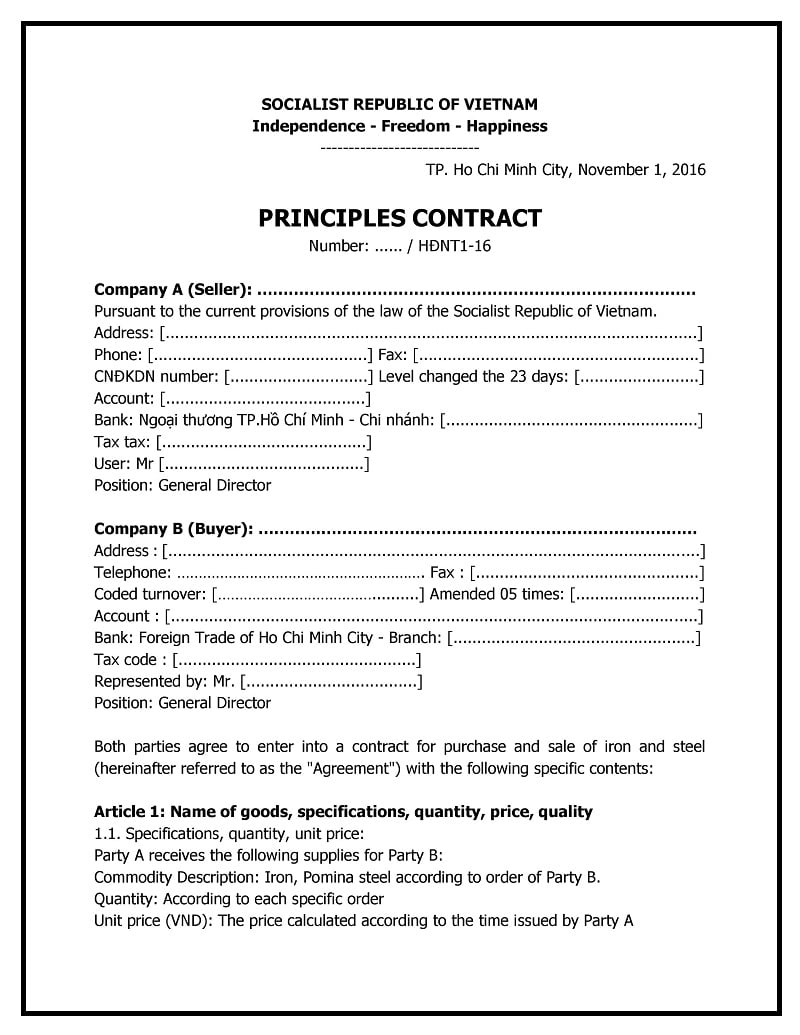 SOCIALIST REPUBLIC OF VIETNAM
Independence - Freedom - Happiness
----------------------------
TP. Ho Chi Minh City, November 1, 2016
PRINCIPLES CONTRACT
Number: ...... / HĐNT1-16
Company A (Seller): ....................................................................................
Pursuant to the current provisions of the law of the Socialist Republic of Vietnam.
Address: [................................................................................................................]
Phone: [.............................................] Fax: [...........................................................]
CNĐKDN number: [.............................] Level changed the 23 days: [.........................]
Account: [..........................................]
Bank: Ngoại thương TP.Hồ Chí Minh - Chi nhánh: [.....................................................]
Tax tax: [...........................................]
User: Mr [..........................................]
Position: General Director
Company B (Buyer): ....................................................................................
Address : [................................................................................................................]
Telephone: .......................................................... Fax : [...............................................]
Coded turnover: [...........................................] Amended 05 times: [..........................]
Account : [...............................................................................................................]
Bank: Foreign Trade of Ho Chi Minh City - Branch: [...................................................]
Tax code : [..................................................]
Represented by: Mr. [....................................]
Position: General Director
Both parties agree to enter into a contract for purchase and sale of iron and steel
(hereinafter referred to as the "Agreement") with the following specific contents:
Article 1: Name of goods, specifications, quantity, price, quality
1.1. Specifications, quantity, unit price:
Party A receives the following supplies for Party B:
Commodity Description: Iron, Pomina steel according to order of Party B.
Quantity: According to each specific order
Unit price (VND): The price calculated according to the time issued by Party A